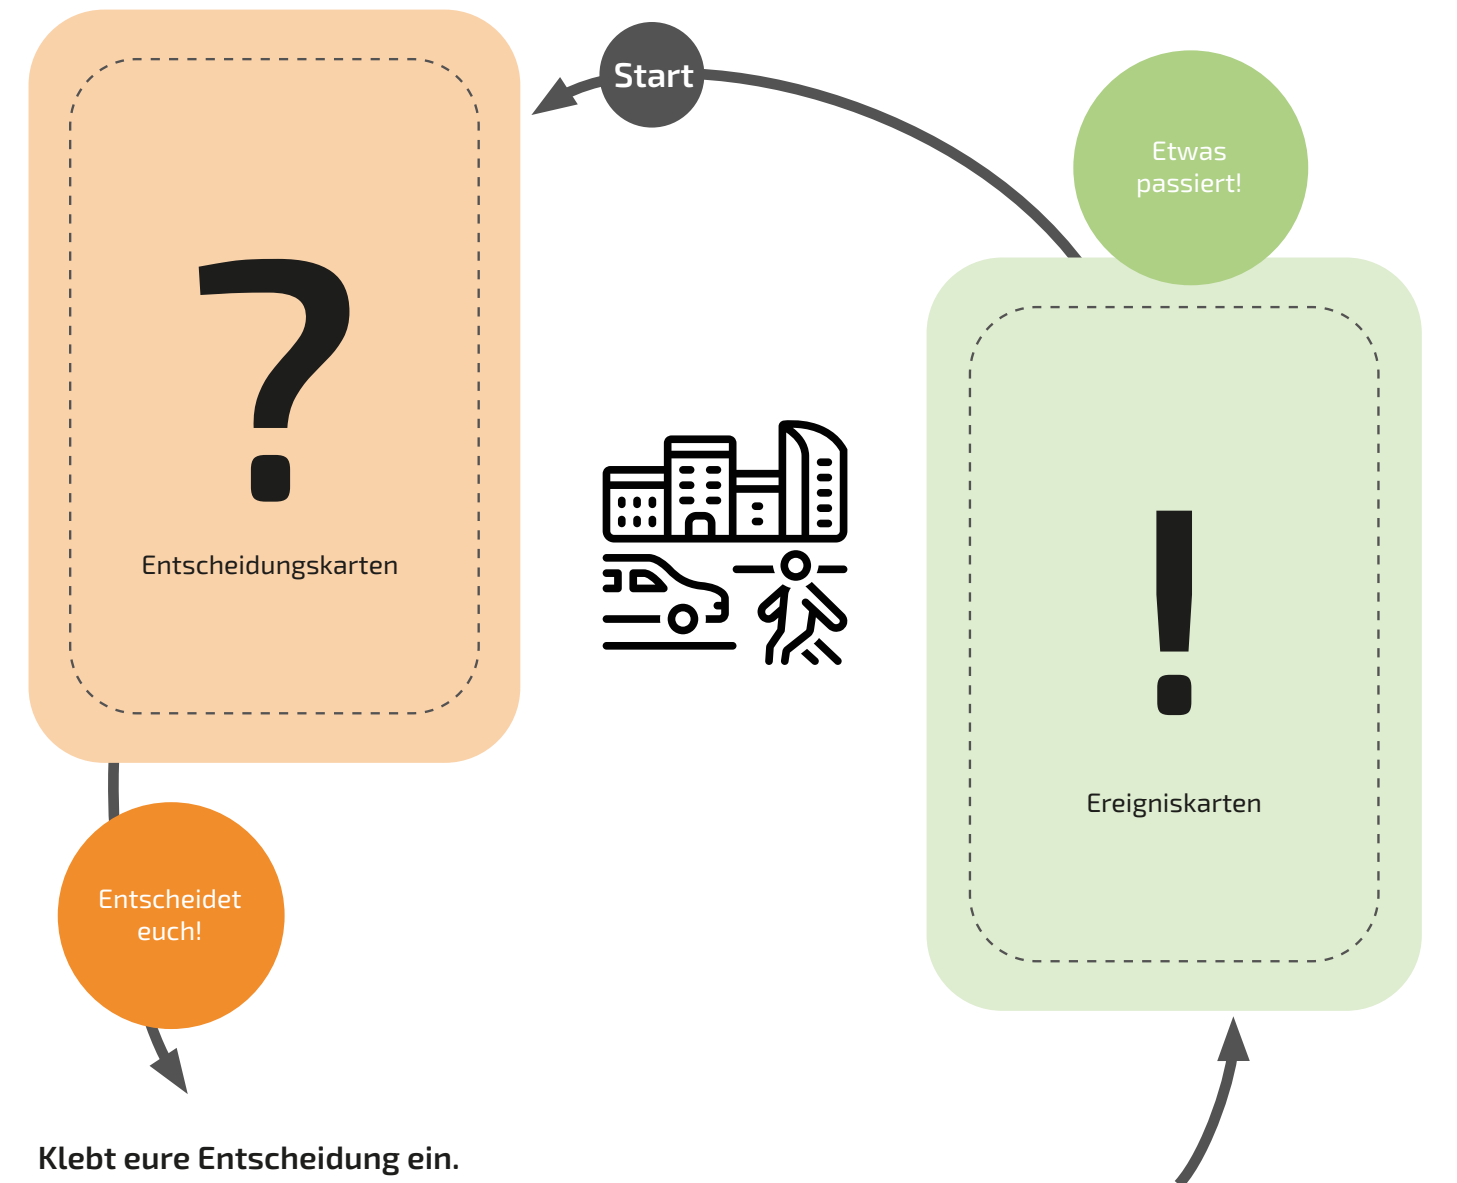 Start
Etwas
passiert!
?
Entscheidungskarten
!
Ereigniskarten
Entscheidet
euch!
Klebt eure Entscheidung ein.